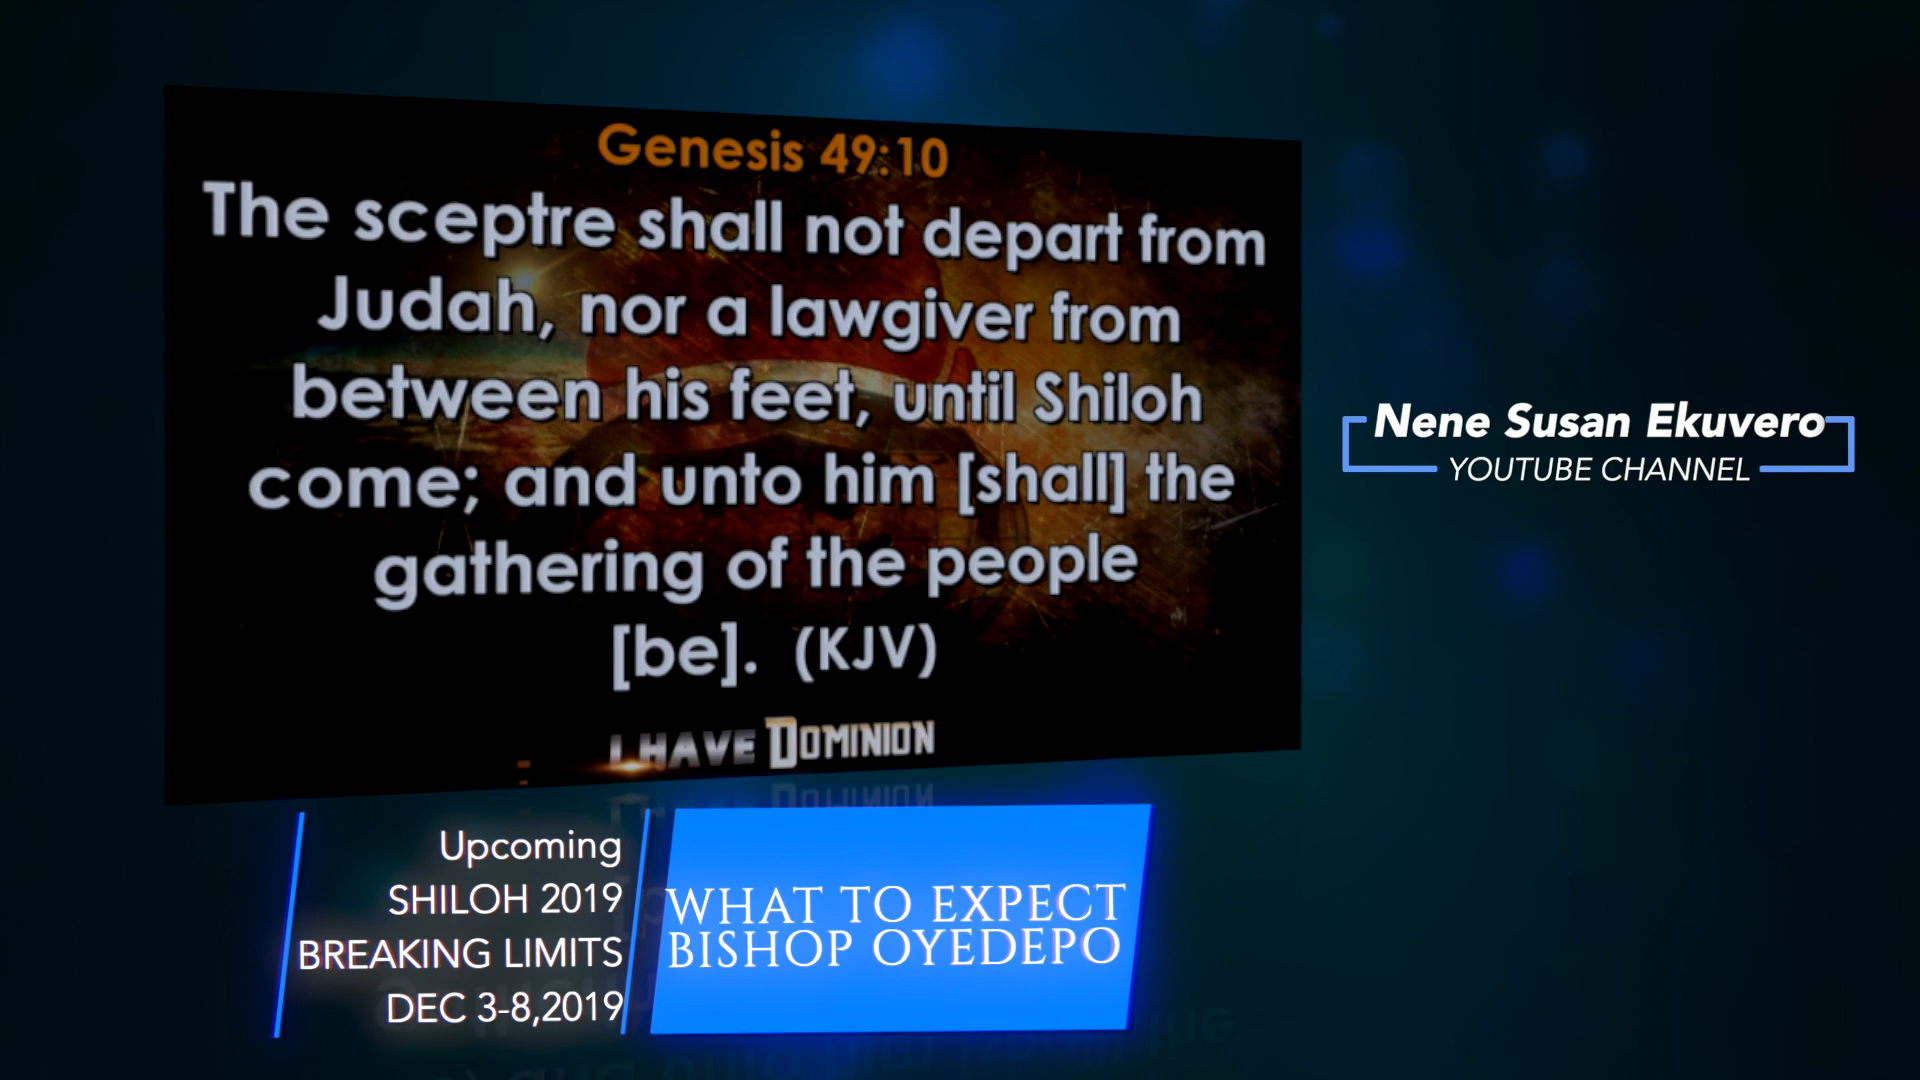 Genesis 49:10
The sceptre shall not depart from
Judah, nor a lawgiver from
between his feet, until Shiloh
come; and unto him [shall] the
gathering of the people
[be]. (KJV)
I HAVE DOMINION
Nene Susan Ekuvero
YOUTUBE CHANNEL
Upcoming
SHILOH 2019
BREAKING LIMITS
DEC 3-8,2019
WHAT TO EXPECT
BISHOP OYEDEPO